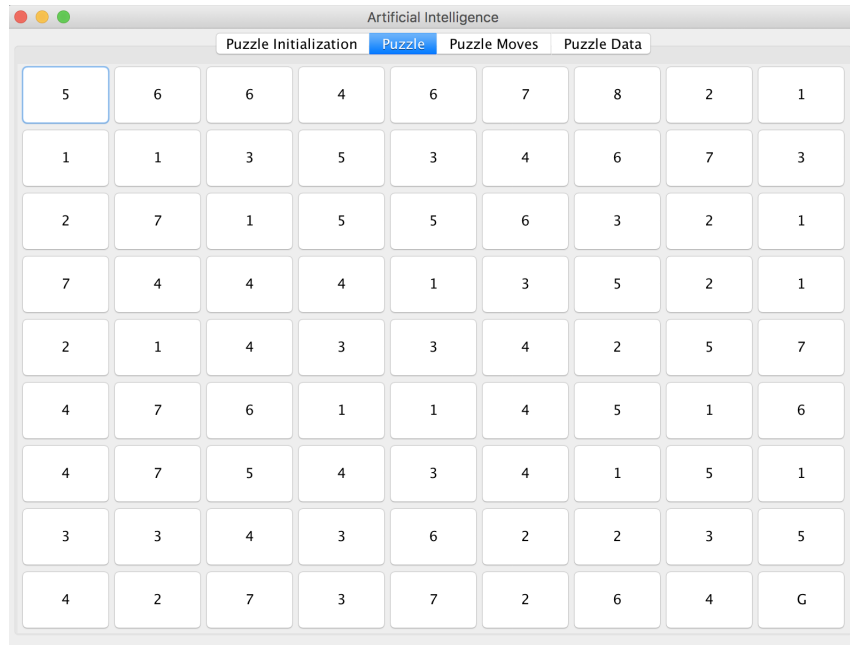 Artificial Intelligence
Puzzle Initialization Puzzle Puzzle Moves Puzzle Data
5 6 6 4 6 7 8 2 1
1 1 3 5 3 4 6 7 3
2 7 1 5 5 6 3 2 1
7 4 4 4 1 3 5 2 1
2 1 4 3 3 4 2 5 7
4 7 6 1 1 4 5 1 6
4 7 5 4 3 4 1 5 1
3 3 4 3 6 2 2 3 5
4 2 7 3 7 2 6 4 G